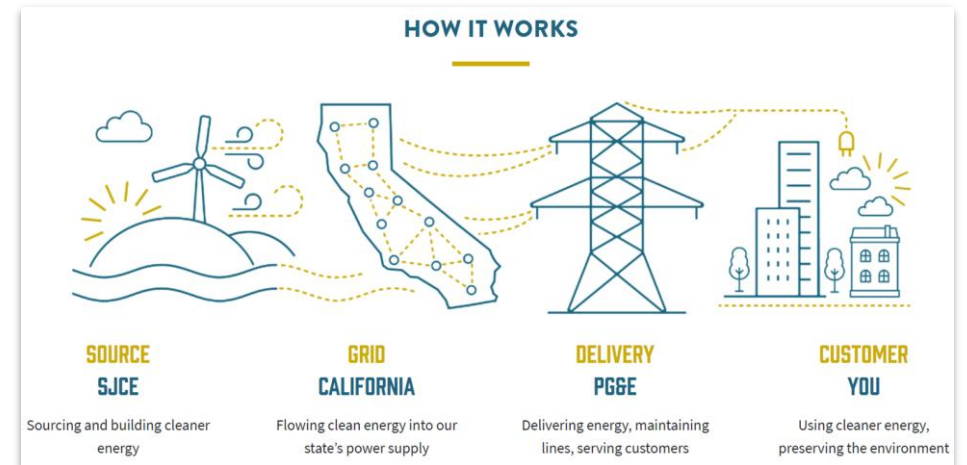 HOW IT WORKS
SOURCE
SJCE
Sourcing and building cleaner
energy
GRID
CALIFORNIA
Flowing clean energy into our
state's power supply
DELIVERY
PG&E
Delivering energy, maintaining
lines, serving customers
CUSTOMER
YOU
Using cleaner energy,
preserving the environment